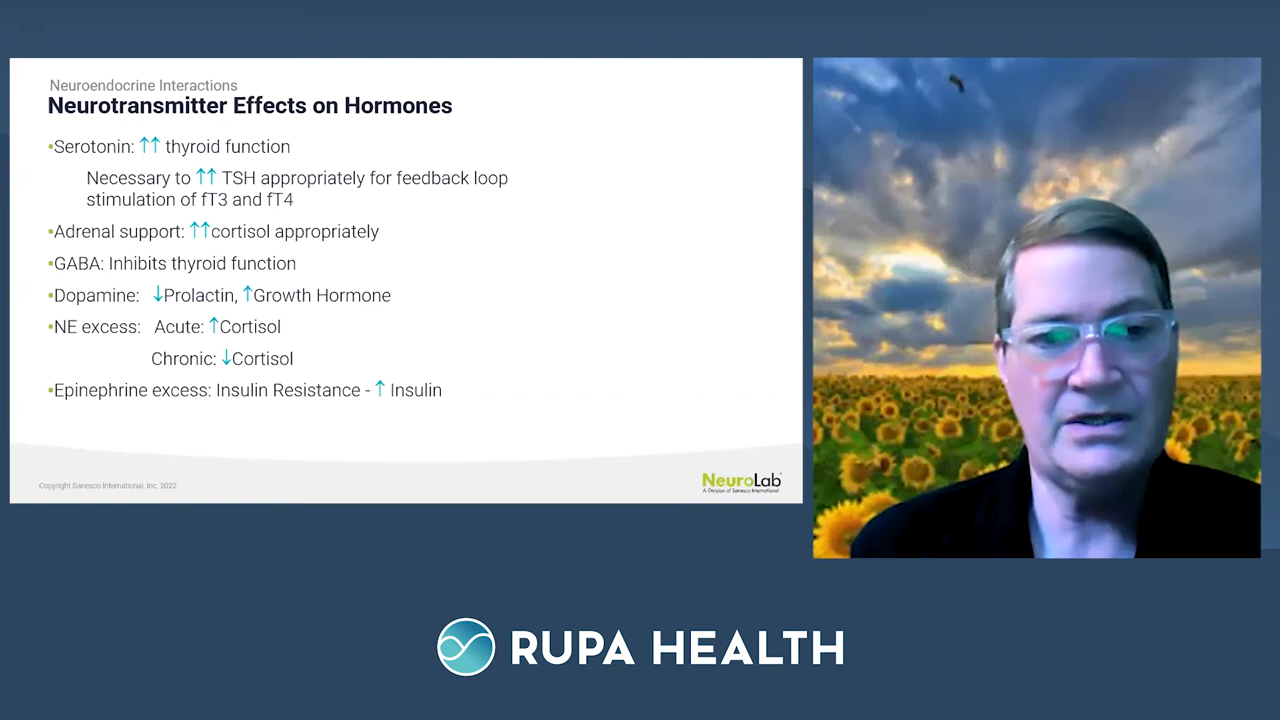 Neuroendocrine Interactions
Neurotransmitter Effects on Hormones
•Serotonin: ↑↑ thyroid function
Necessary to ↑↑ TSH appropriately for feedback loop
stimulation of fT3 and fT4
•Adrenal support: ↑↑cortisol appropriately
•GABA: Inhibits thyroid function
•Dopamine: ↓Prolactin, ↑Growth Hormone
•NE excess: Acute: ↑Cortisol
Chronic: ↓Cortisol
•Epinephrine excess: Insulin Resistance - ↑ Insulin
Copyright Sanesco International, Inc. 2022
NeuroLab
A Division of Sanesco International
RUPA HEALTH